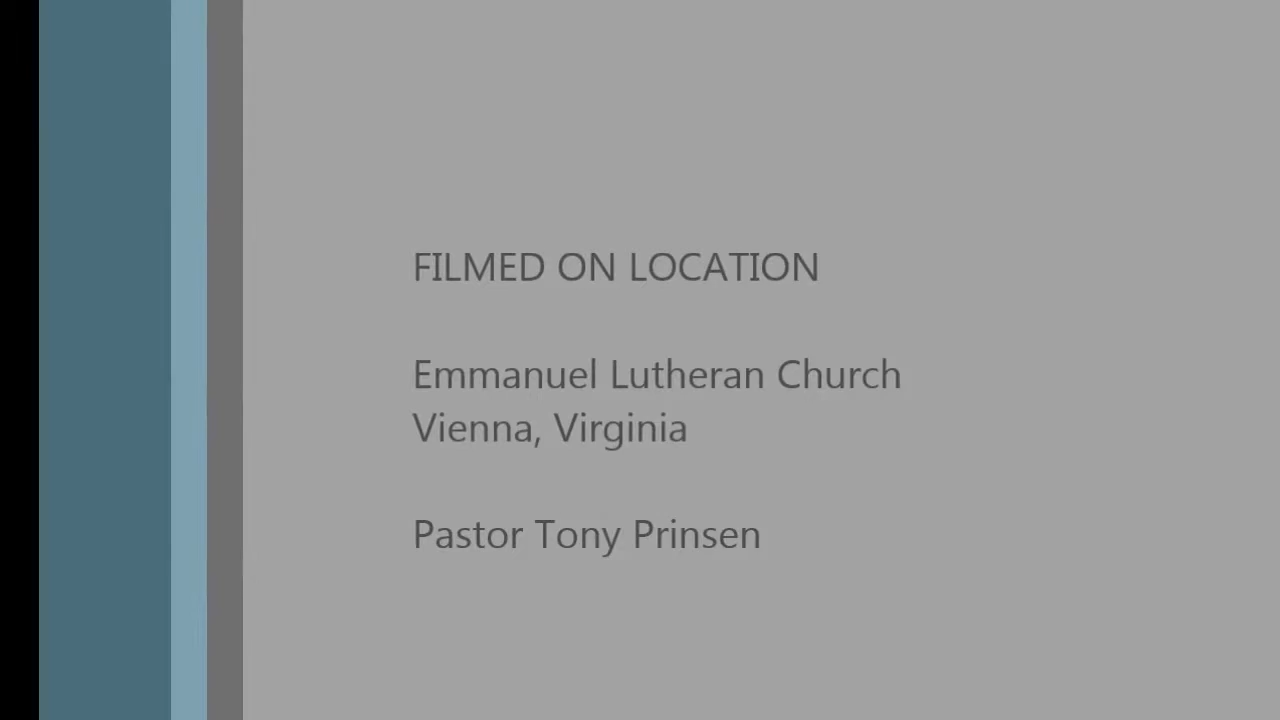 FILMED ON LOCATION
Emmanuel Lutheran Church
Vienna, Virginia
Pastor Tony Prinsen